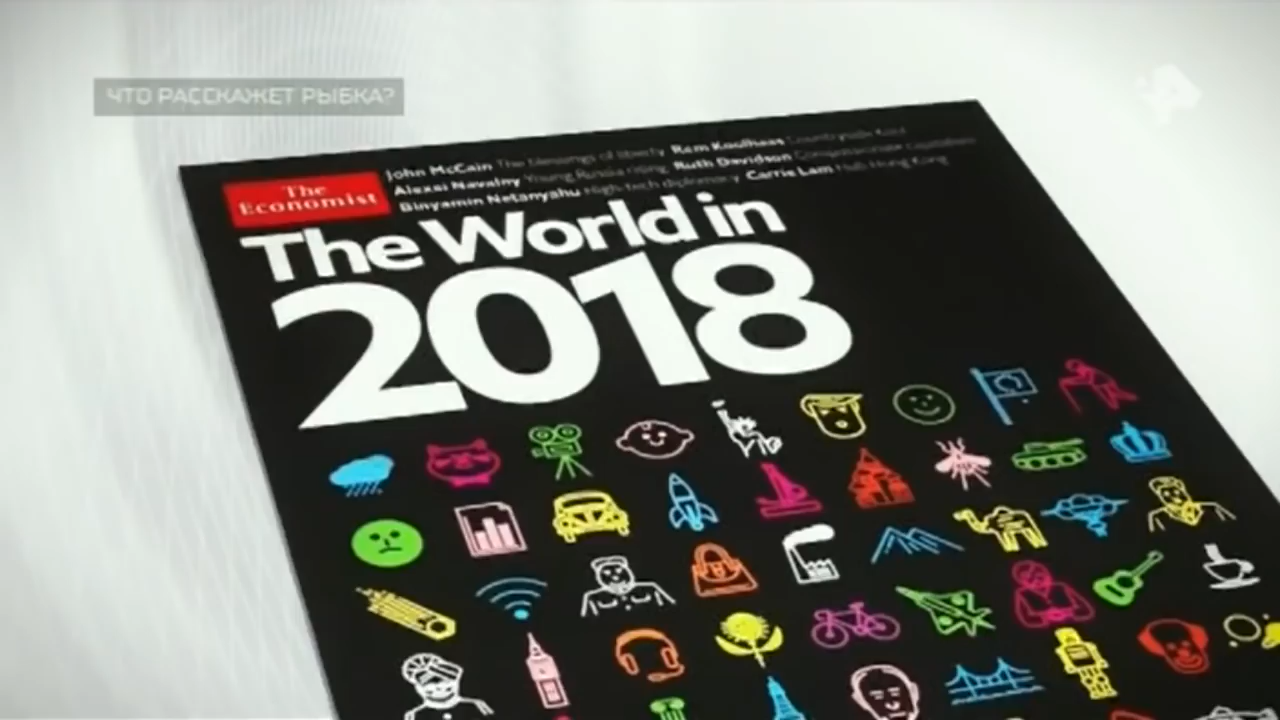 ЧТО РАССКАЖЕТ РЫБКА?
The
Economist
John McCain The blessings of liberty Rem Koolhaas Countryside
Alexei Navalny Young Russia rising Ruth Davidson Compassionate capitalism
Binyamin Netanyahu High-tech diplomacy Carrie Lam Hub Hong Kong
The World in
2018